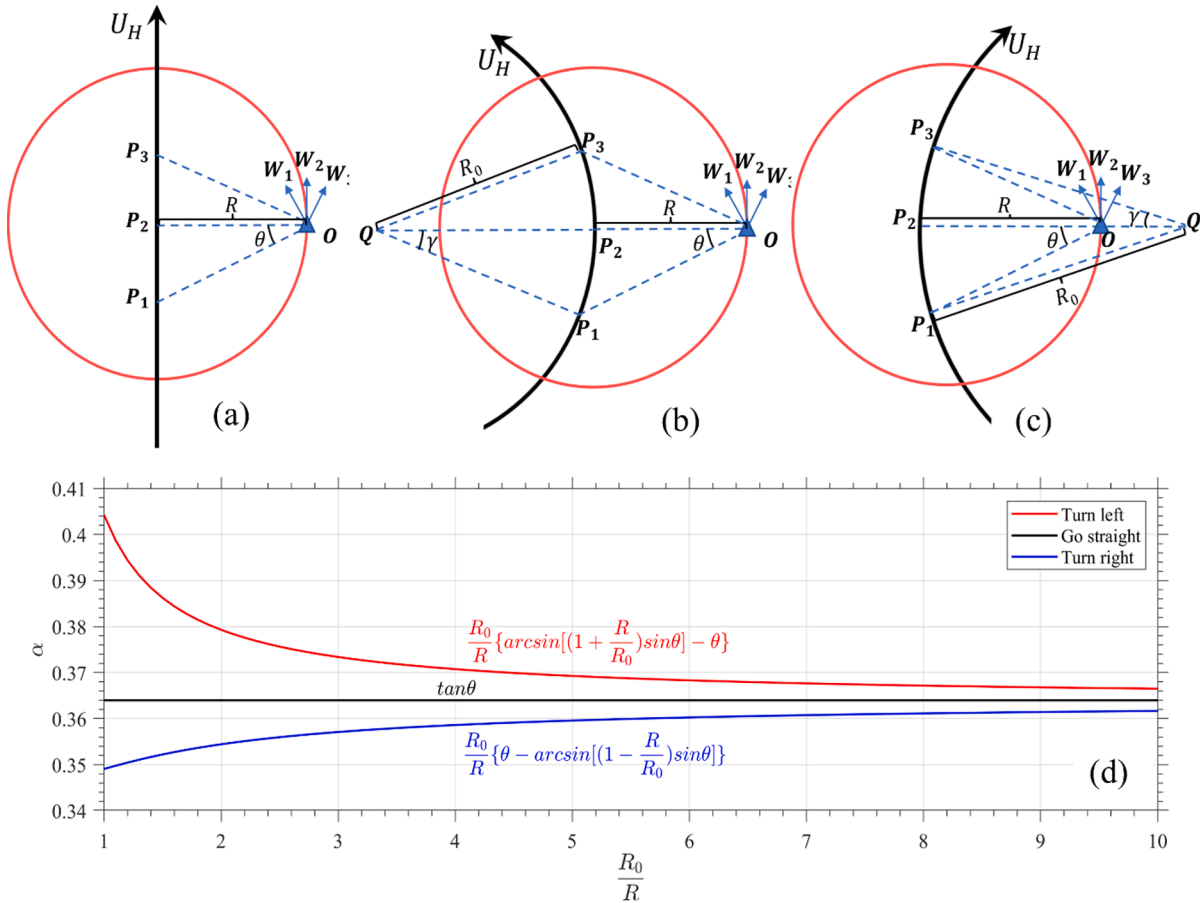 U_H
P_3
W_1 W_2 W_3
R
P_2
θ
O
P_1
(a)
U_H
P_3
R_0
W_1 W_2
R
Q
γ
P_2
θ
O
P_1
(b)
U_H
P_3
W_1 W_2 W_3
R
γ
P_2
Q
θ
O
R_0
P_1
(c)
0.41
0.4
0.39
0.38
0.37
0.36
0.35
0.34
α
Turn left
Go straight
Turn right
R_0/R{arcsin[(1 + R/R_0)sinθ] − θ}
tanθ
R_0/R{θ − arcsin[(1 − R/R_0)sinθ]}
(d)
1 2 3 4 5 6 7 8 9 10
R_0/R